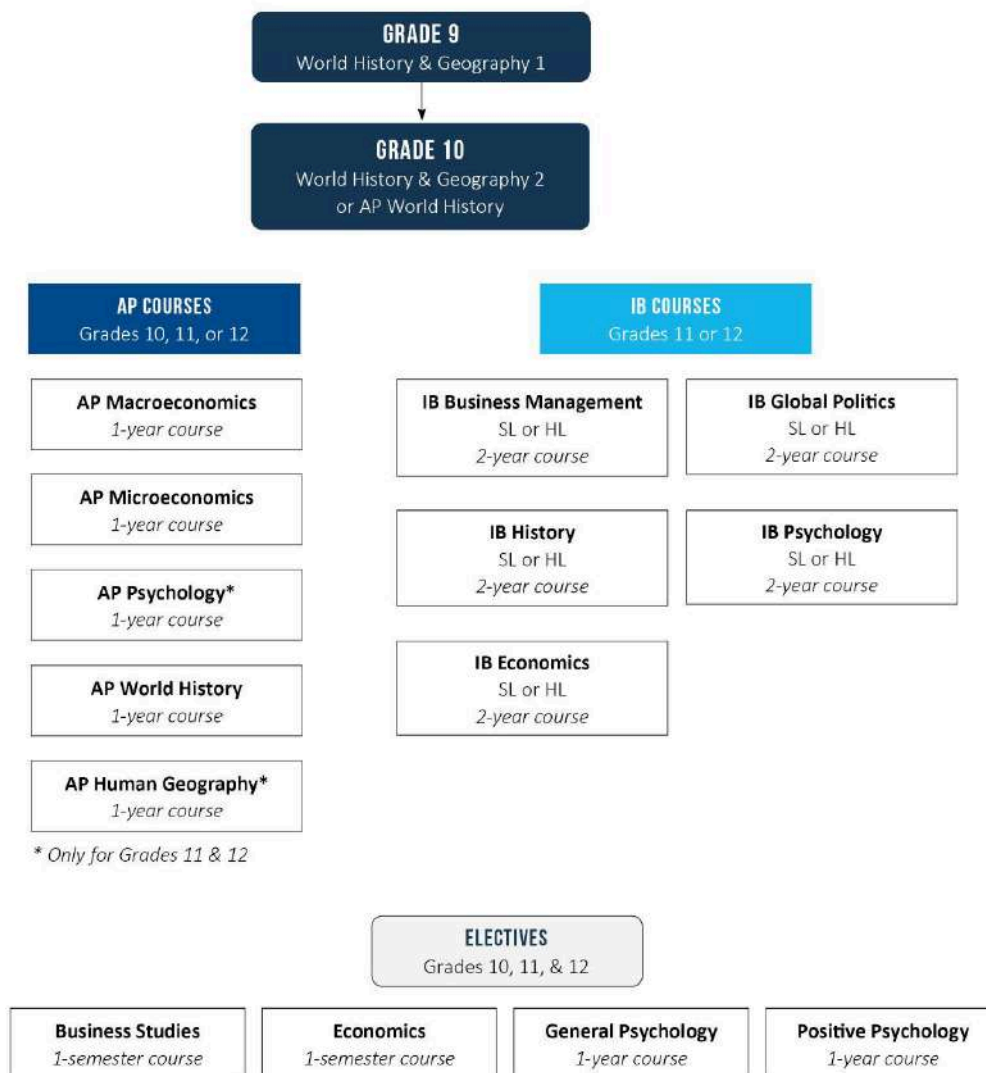 GRADE 9
World History & Geography 1
GRADE 10
World History & Geography 2
or AP World History
AP COURSES
Grades 10, 11, or 12
AP Macroeconomics
1-year course
AP Microeconomics
1-year course
AP Psychology*
1-year course
AP World History
1-year course
AP Human Geography*
1-year course
* Only for Grades 11 & 12
IB COURSES
Grades 11 or 12
IB Business Management
SL or HL
2-year course
IB Global Politics
SL or HL
2-year course
IB History
SL or HL
2-year course
IB Psychology
SL or HL
2-year course
IB Economics
SL or HL
2-year course
ELECTIVES
Grades 10, 11, & 12
Business Studies
1-semester course
Economics
1-semester course
General Psychology
1-year course
Positive Psychology
1-year course